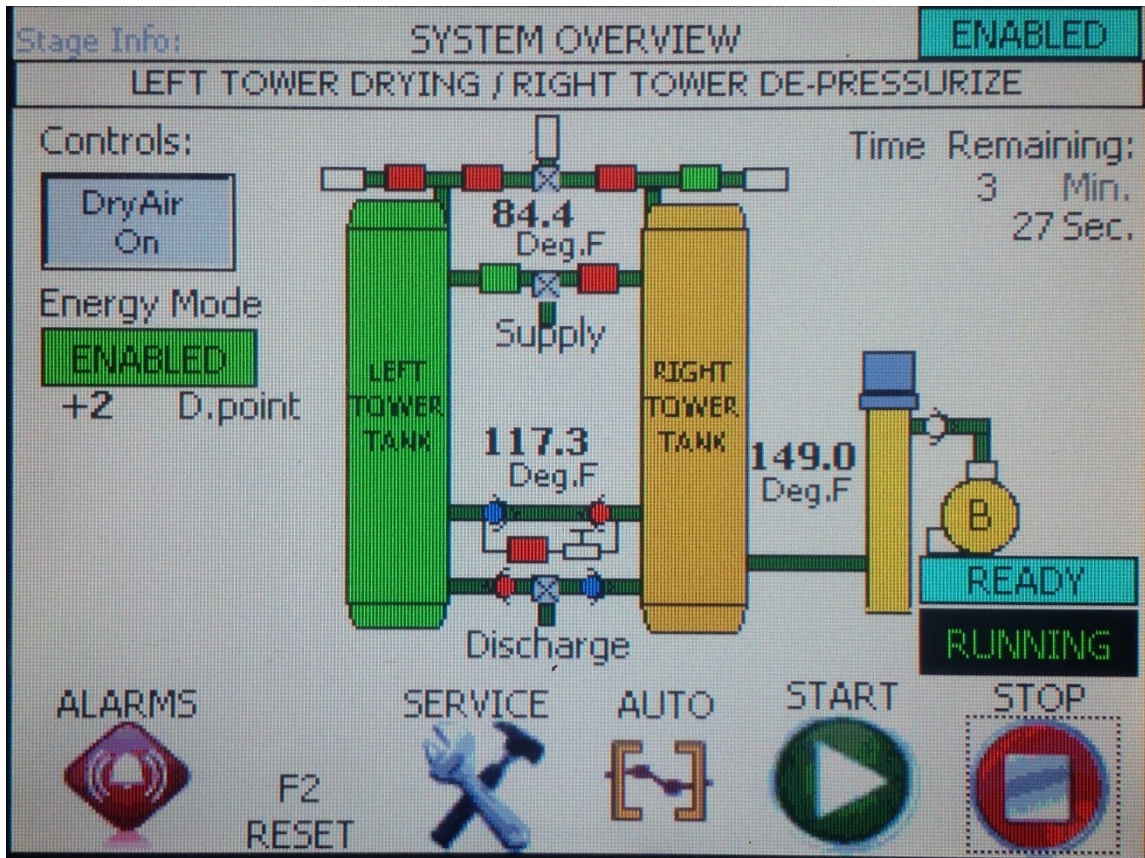 Stage Info:
SYSTEM OVERVIEW
ENABLED
LEFT TOWER DRYING / RIGHT TOWER DE-PRESSURIZE
Controls:
DryAir
On
Energy Mode
ENABLED
+2 D.point
84.4
Deg.F
Supply
LEFT
TOWER
TANK
RIGHT
TOWER
TANK
117.3
Deg.F
Discharge
Time Remaining:
3 Min.
27 Sec.
149.0
Deg.F
B
READY
RUNNING
ALARMS
F2
RESET
SERVICE
AUTO
START
STOP